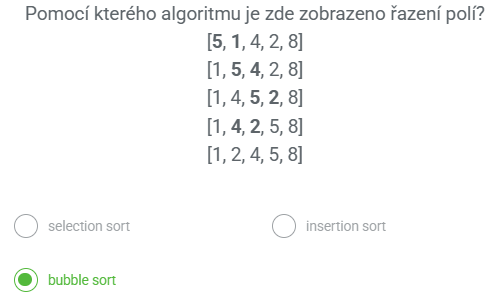 Pomocí kterého algoritmu je zde zobrazeno řazení polí?
[5, 1, 4, 2, 8]
[1, 5, 4, 2, 8]
[1, 4, 5, 2, 8]
[1, 4, 2, 5, 8]
[1, 2, 4, 5, 8]
selection sort
insertion sort
bubble sort